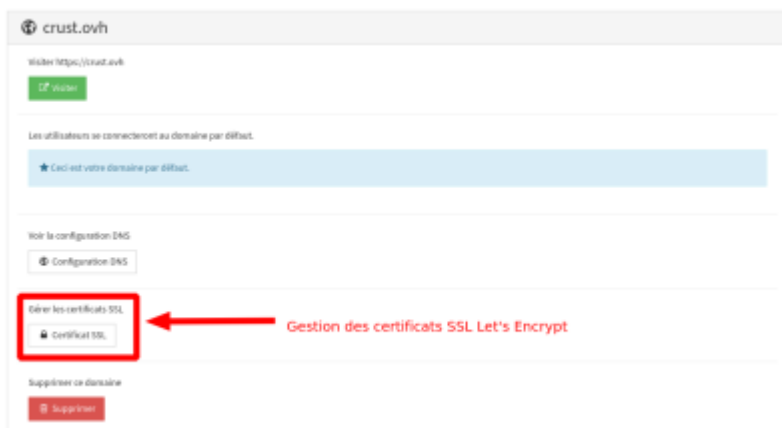 crust.ovh
Visiter https://crust.ovh
Visiter
Les utilisateurs se connecteront au domaine par défaut.
Ceci est votre domaine par défaut.
Voir la configuration DNS
Configuration DNS
Gérer les certificats SSL
Certificat SSL
Gestion des certificats SSL Let's Encrypt
Supprimer ce domaine
Supprimer